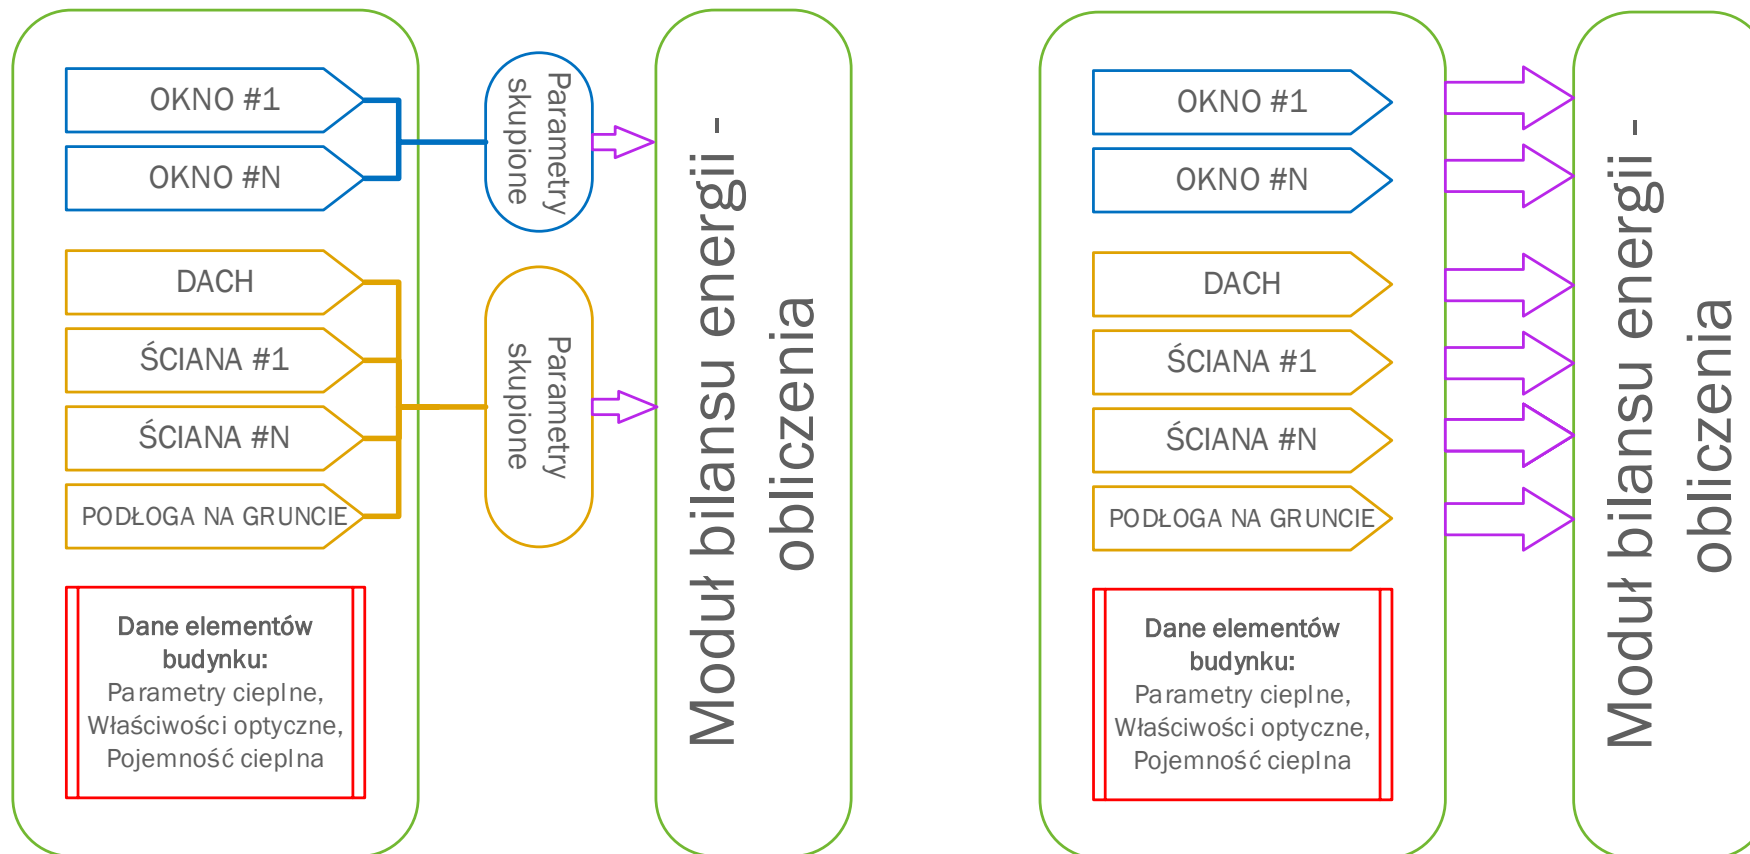 OKNO #1
OKNO #N
DACH
ŚCIANA #1
ŚCIANA #N
PODŁOGA NA GRUNCIE
Dane elementów
budynku:
Parametry cieplne,
Właściwości optyczne,
Pojemność cieplna
Parametry
skupione
Parametry
skupione
Moduł bilansu energii -
obliczenia
OKNO #1
OKNO #N
DACH
ŚCIANA #1
ŚCIANA #N
PODŁOGA NA GRUNCIE
Dane elementów
budynku:
Parametry cieplne,
Właściwości optyczne,
Pojemność cieplna
Moduł bilansu energii -
obliczenia